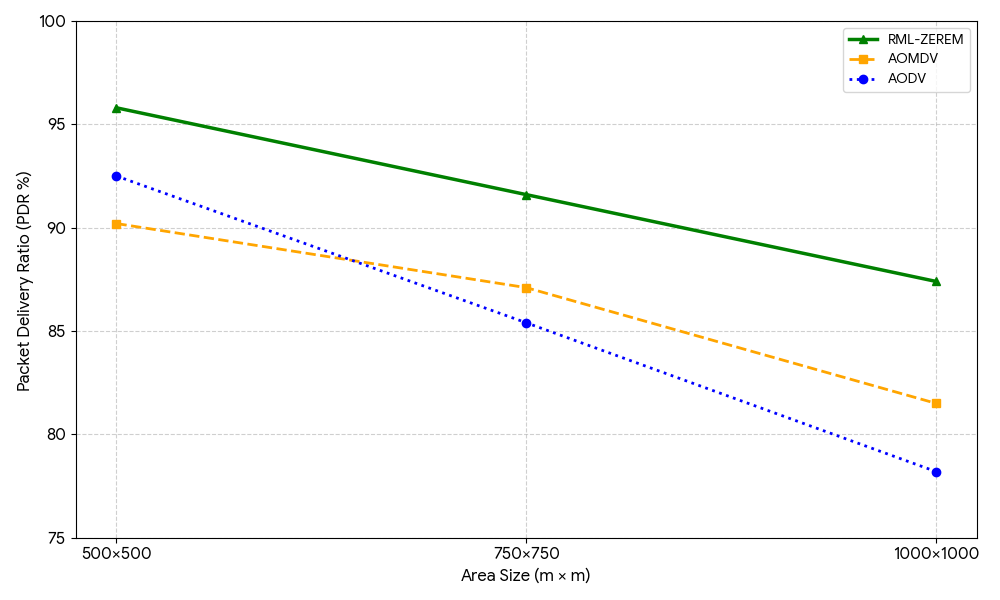 100
95
90
85
80
75
Packet Delivery Ratio (PDR %)
RML-ZEREM
AOMDV
AODV
500×500
750×750
1000×1000
Area Size (m × m)